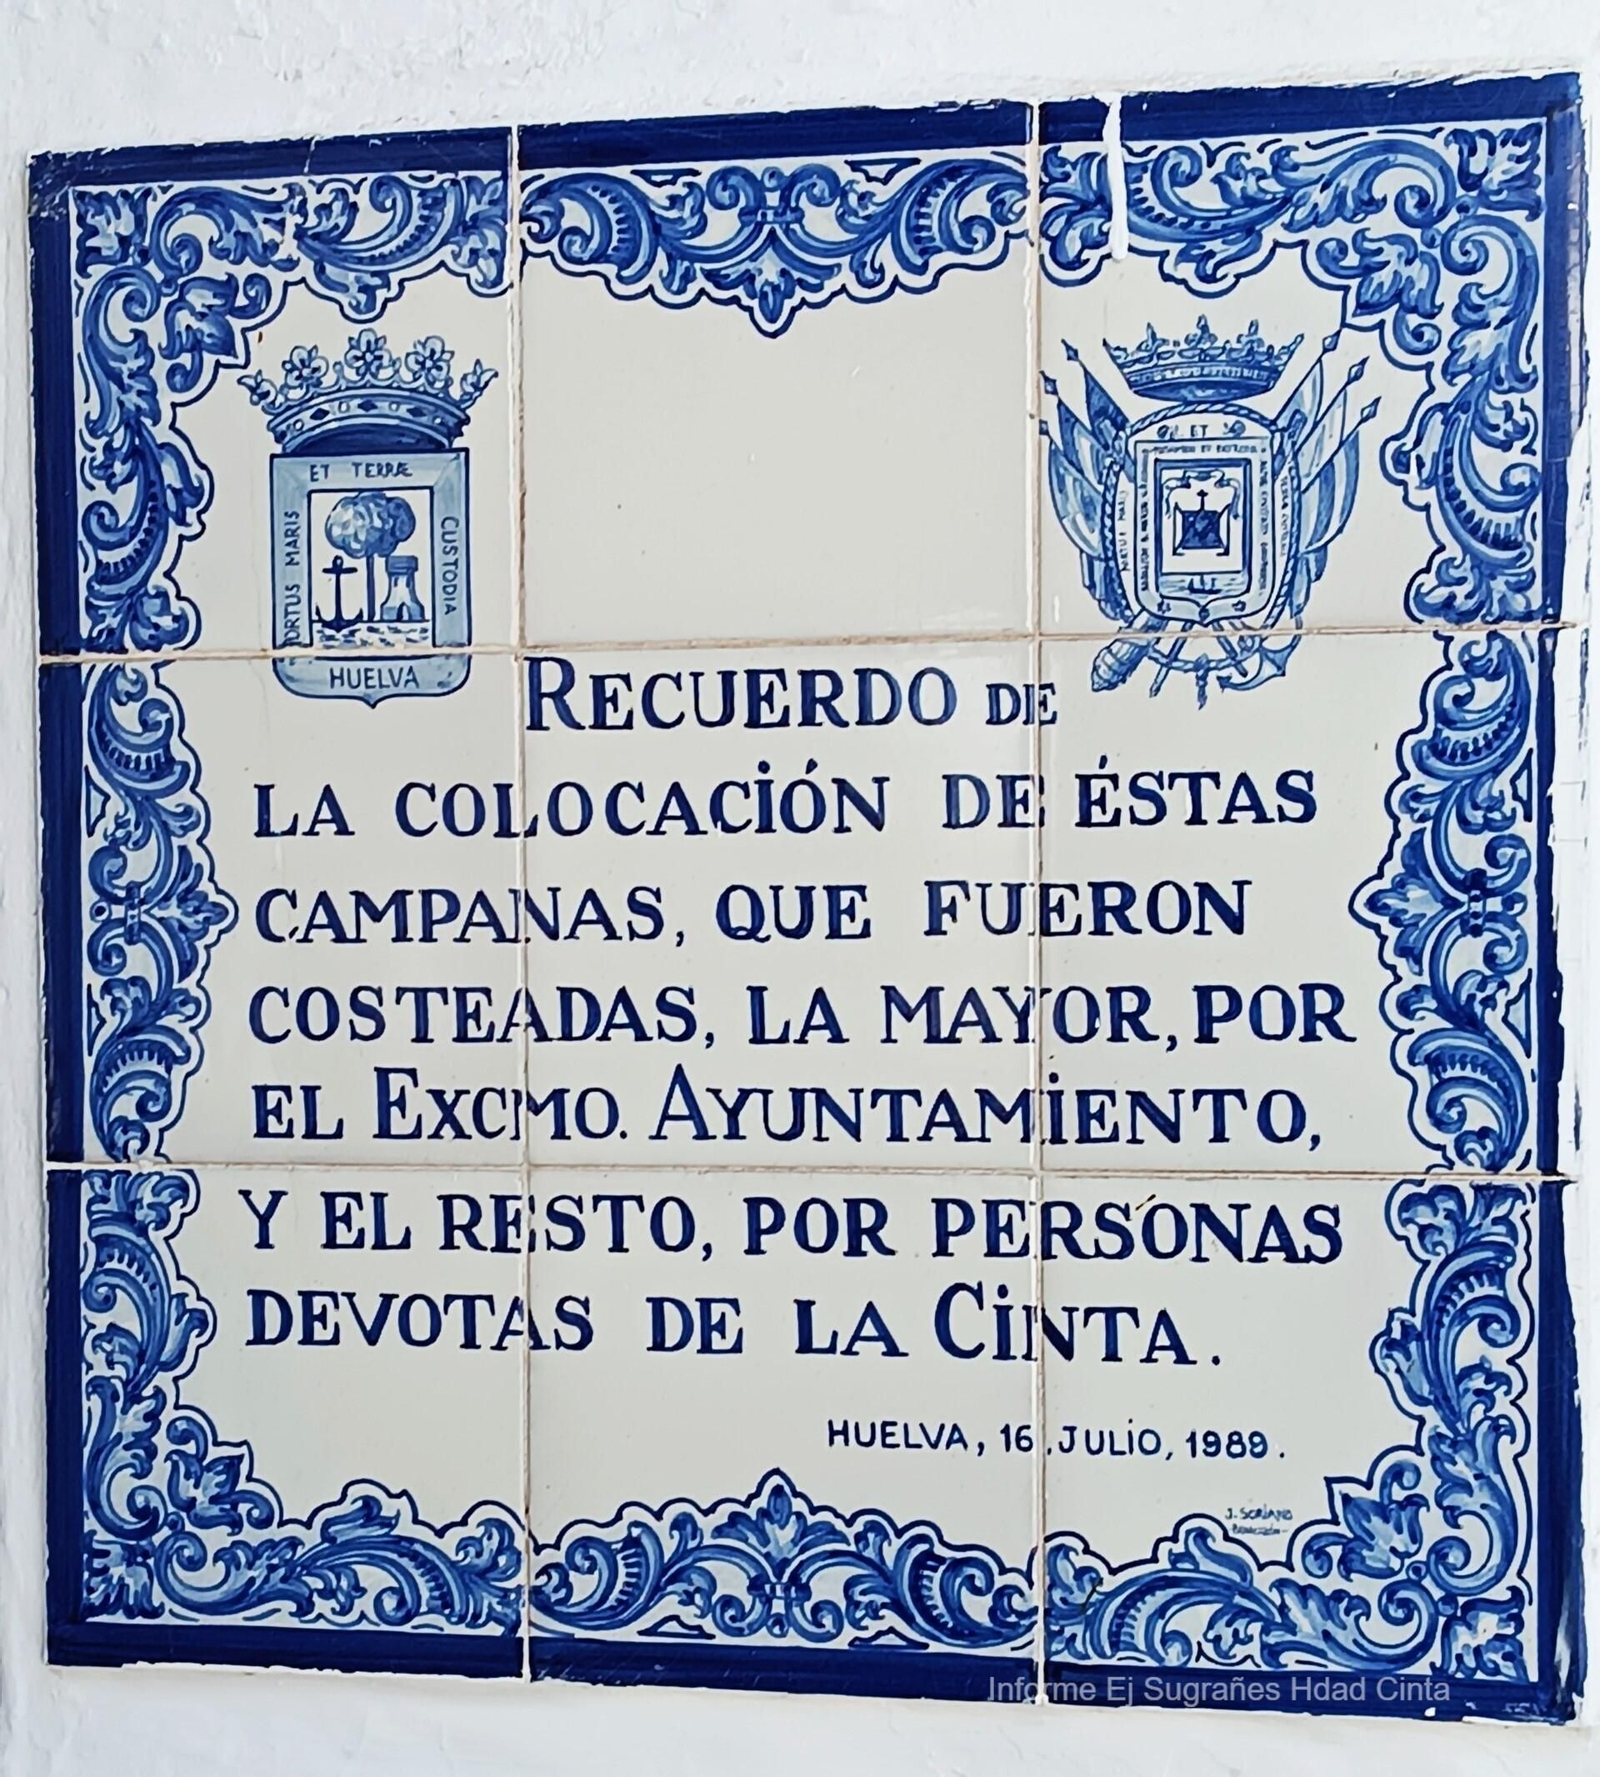 ET TERRÆ
PORTUS MARIS
CUSTODIA
HUELVA
ET
RECUERDO DE
LA COLOCACIÓN DE ÉSTAS
CAMPANAS, QUE FUERON
COSTEADAS, LA MAYOR, POR
EL EXCMO. AYUNTAMIENTO,
Y EL RESTO, POR PERSONAS
DEVOTAS DE LA CINTA.
HUELVA, 16, JULIO, 1989.
J. SORIANO
Informe Ej Sugrañes Hdad Cinta